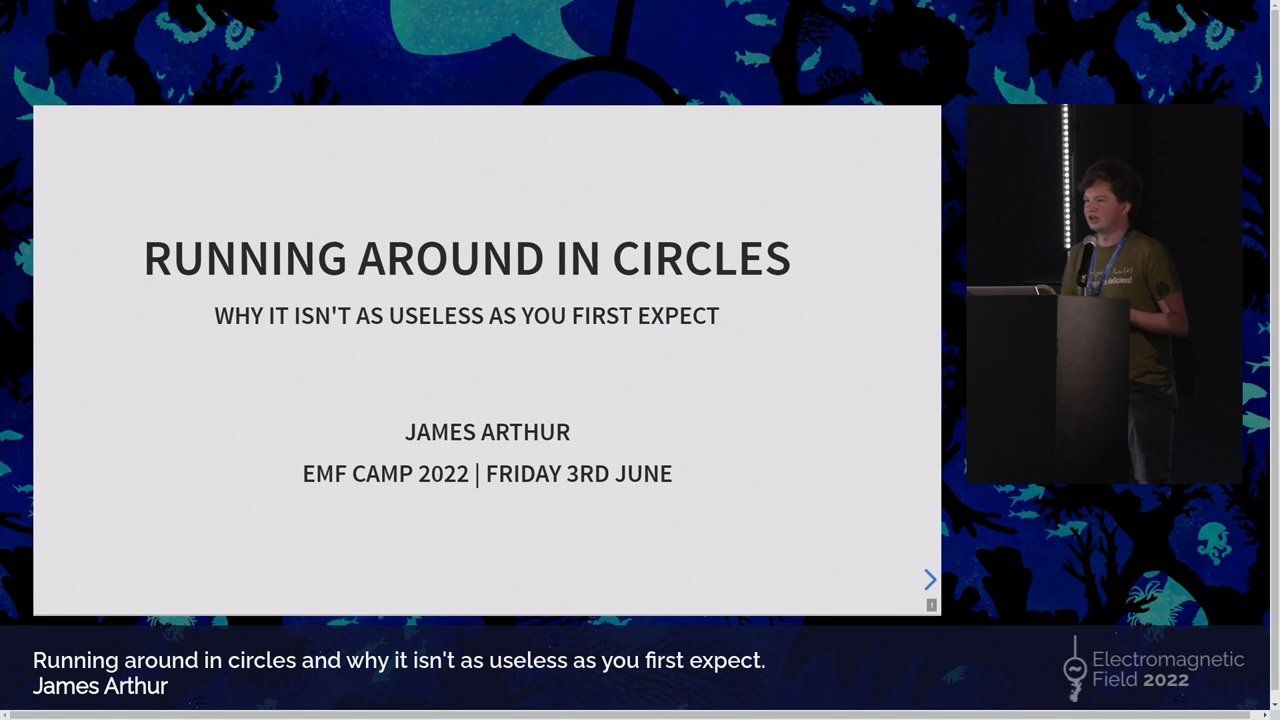 RUNNING AROUND IN CIRCLES
WHY IT ISN'T AS USELESS AS YOU FIRST EXPECT
JAMES ARTHUR
EMF CAMP 2022 | FRIDAY 3RD JUNE
1
delicious!
Running around in circles and why it isn't as useless as you first expect.
James Arthur
Electromagnetic
Field 2022